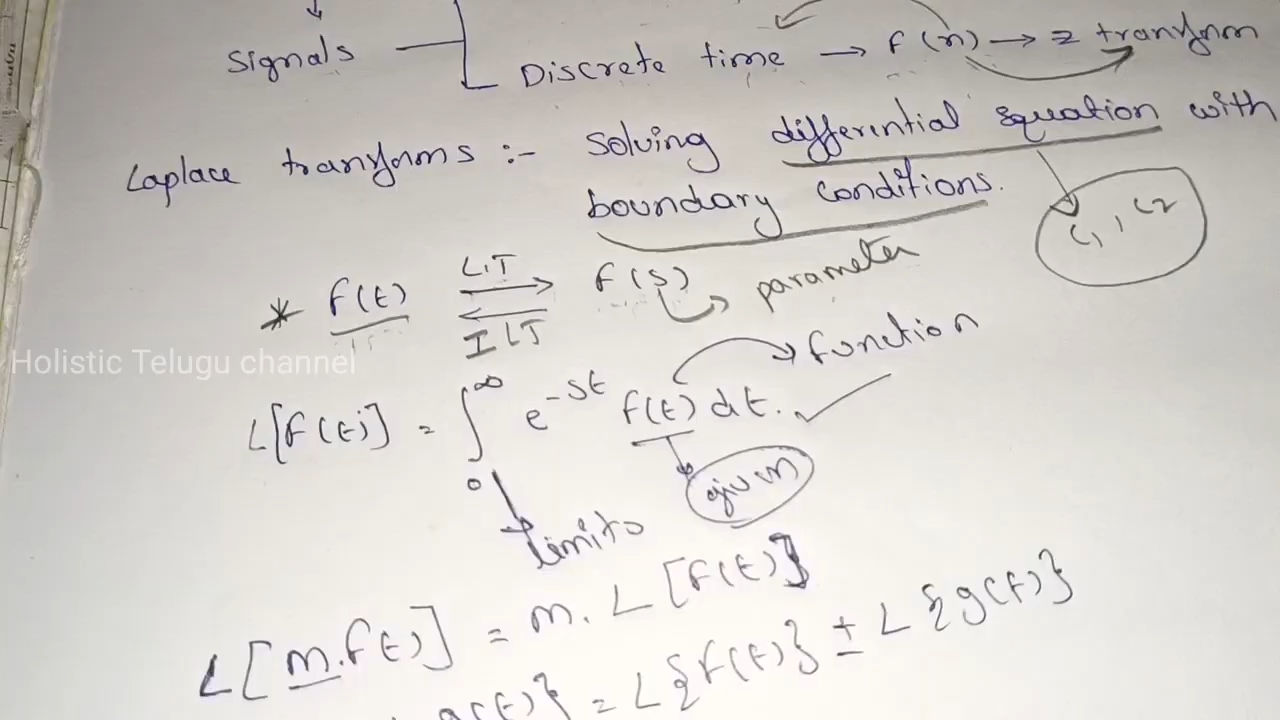 signals
Discrete time → f(n) → z transform
Laplace transforms :- solving differential equation with
boundary conditions.
C1, C2
* f(t) L.T ⇌ ILT f(s) parameter
Holistic Telugu channel
function
L[f(t)] = ∫₀^∞ e^-st f(t) dt. ✓
given
limits
L[m.f(t)] = m. L[f(t)]
g(t)} = L{f(t)} ± L{g(t)}